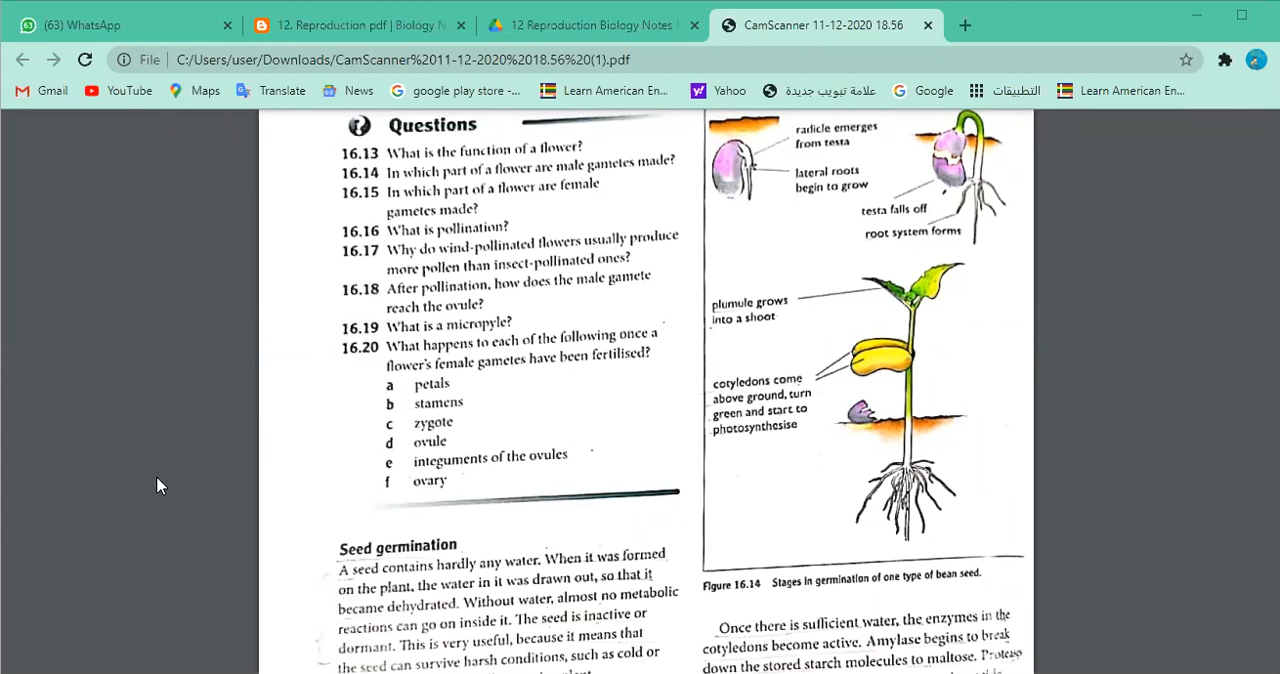 (63) WhatsApp
12. Reproduction pdf | Biology N
12 Reproduction Biology Notes
CamScanner 11-12-2020 18.56
File
C:/Users/user/Downloads/CamScanner%2011-12-2020%2018.56%20(1).pdf
Gmail
YouTube
Maps
Translate
News
google play store -...
Learn American En...
Yahoo
علامة تبويب جديدة
Google
التطبيقات
Learn American En...
Questions
16.13 What is the function of a flower?
16.14 In which part of a flower are male gametes made?
16.15 In which part of a flower are female
gametes made?
16.16 What is pollination?
16.17 Why do wind-pollinated flowers usually produce
more pollen than insect-pollinated ones?
16.18 After pollination, how does the male gamete
reach the ovule?
16.19 What is a micropyle?
16.20 What happens to each of the following once a
flower's female gametes have been fertilised?
a petals
b stamens
c zygote
d ovule
e integuments of the ovules
f ovary
Seed germination
A seed contains hardly any water. When it was formed
on the plant, the water in it was drawn out, so that it
became dehydrated. Without water, almost no metabolic
reactions can go on inside it. The seed is inactive or
dormant. This is very useful, because it means that
the seed can survive harsh conditions, such as cold or
radicle emerges
from testa
lateral roots
begin to grow
testa falls off
root system forms
plumule grows
into a shoot
cotyledons come
above ground, turn
green and start to
photosynthesise
Figure 16.14 Stages in germination of one type of bean seed.
Once there is sufficient water, the enzymes in the
cotyledons become active. Amylase begins to break
down the stored starch molecules to maltose. Protease